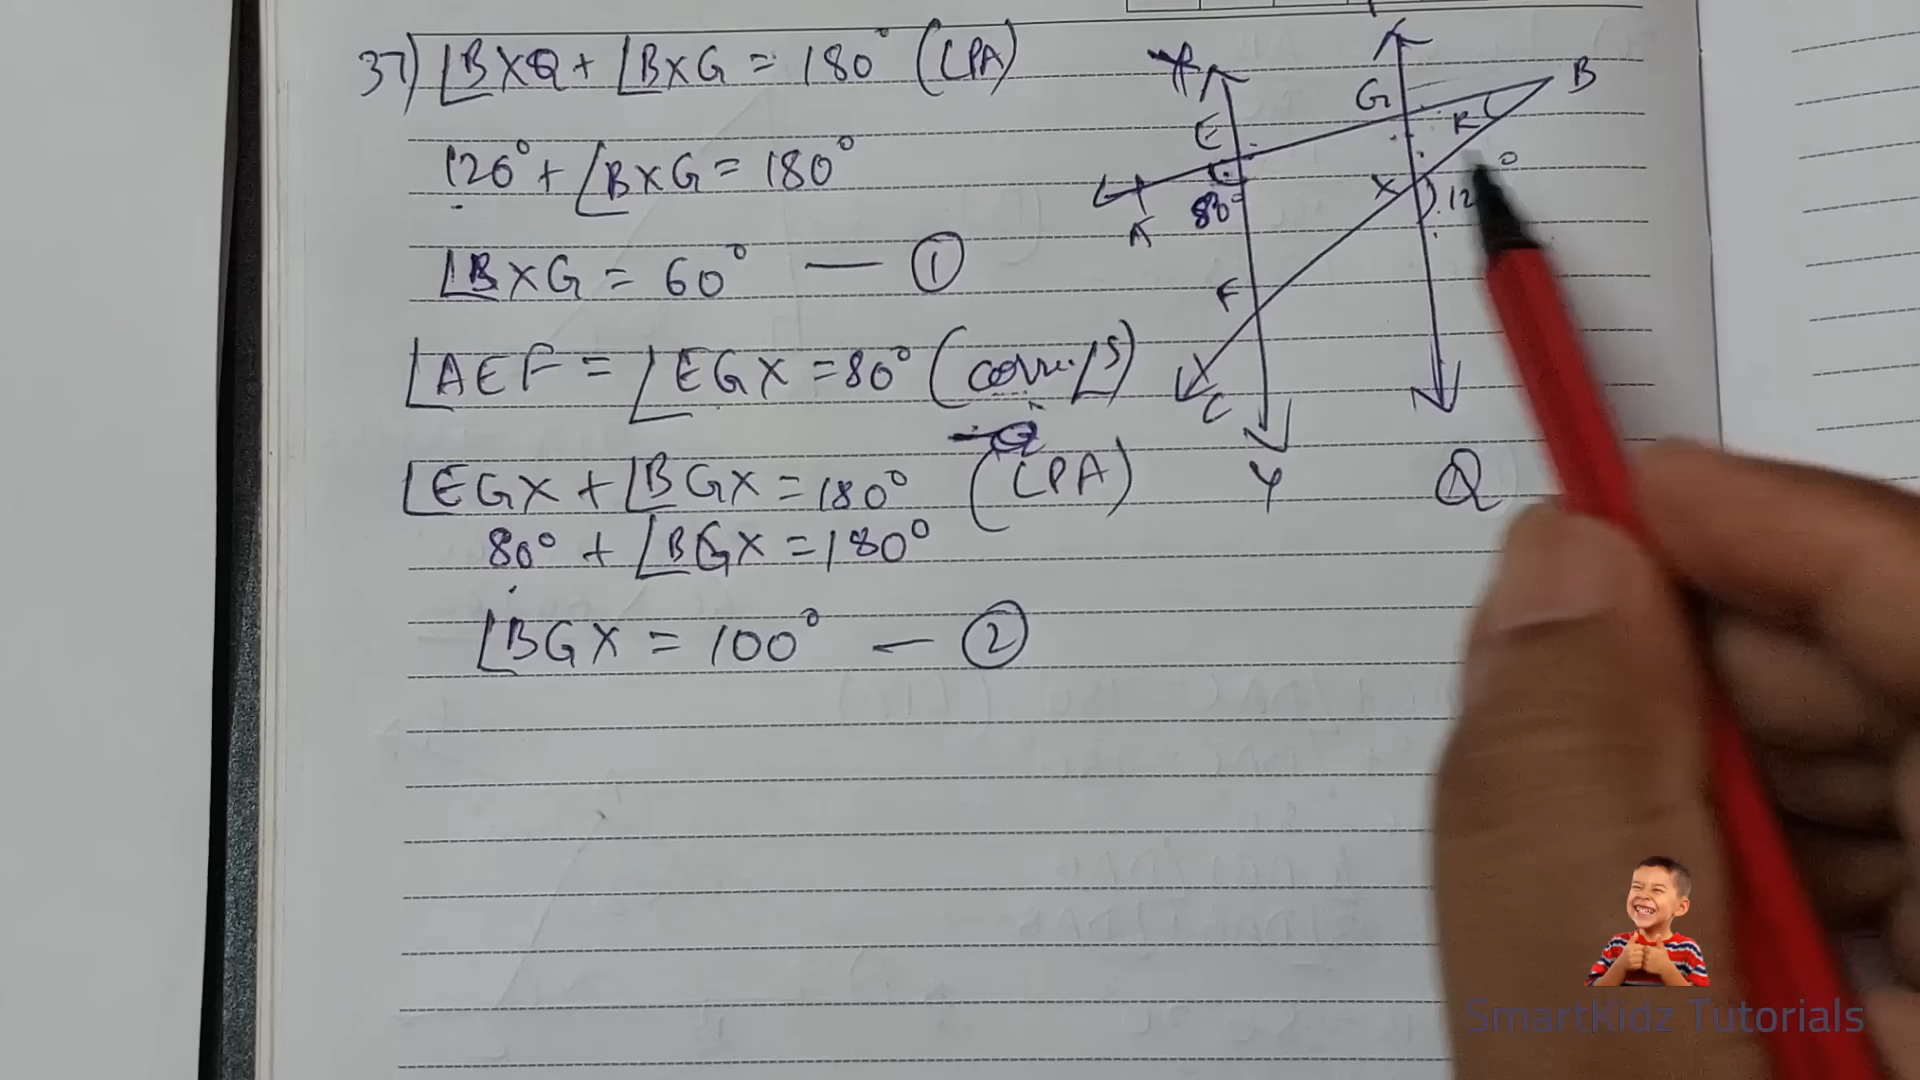 37) ∠BXQ + ∠BXG = 180° (LPA)
120° + ∠BXG = 180°
∠BXG = 60° — ①
∠AEF = ∠EGX = 80° (corr. ∠s)
∠EGX + ∠BGX = 180° (LPA)
80° + ∠BGX = 180°
∠BGX = 100° — ②
G
B
E
K
X
12
°
A
80°
F
C
Y
Q
SmartKidz Tutorials